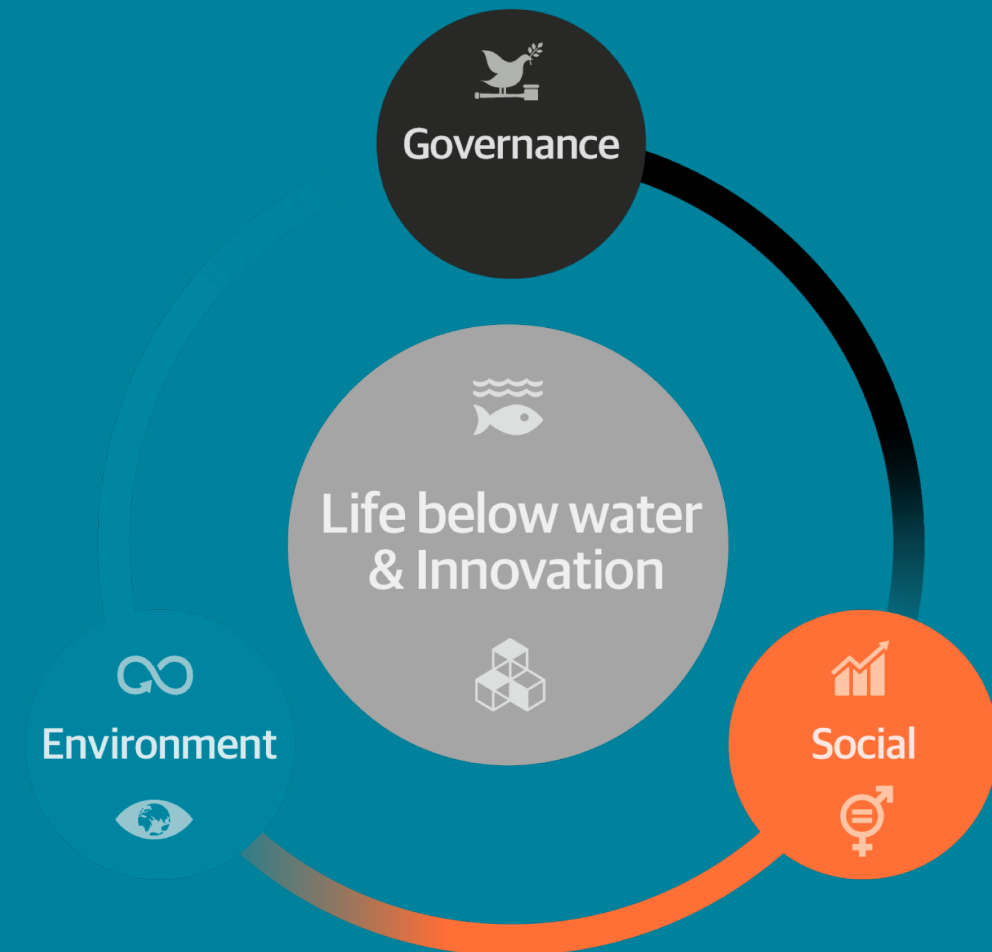 Governance
Life below water
& Innovation
Environment
Social